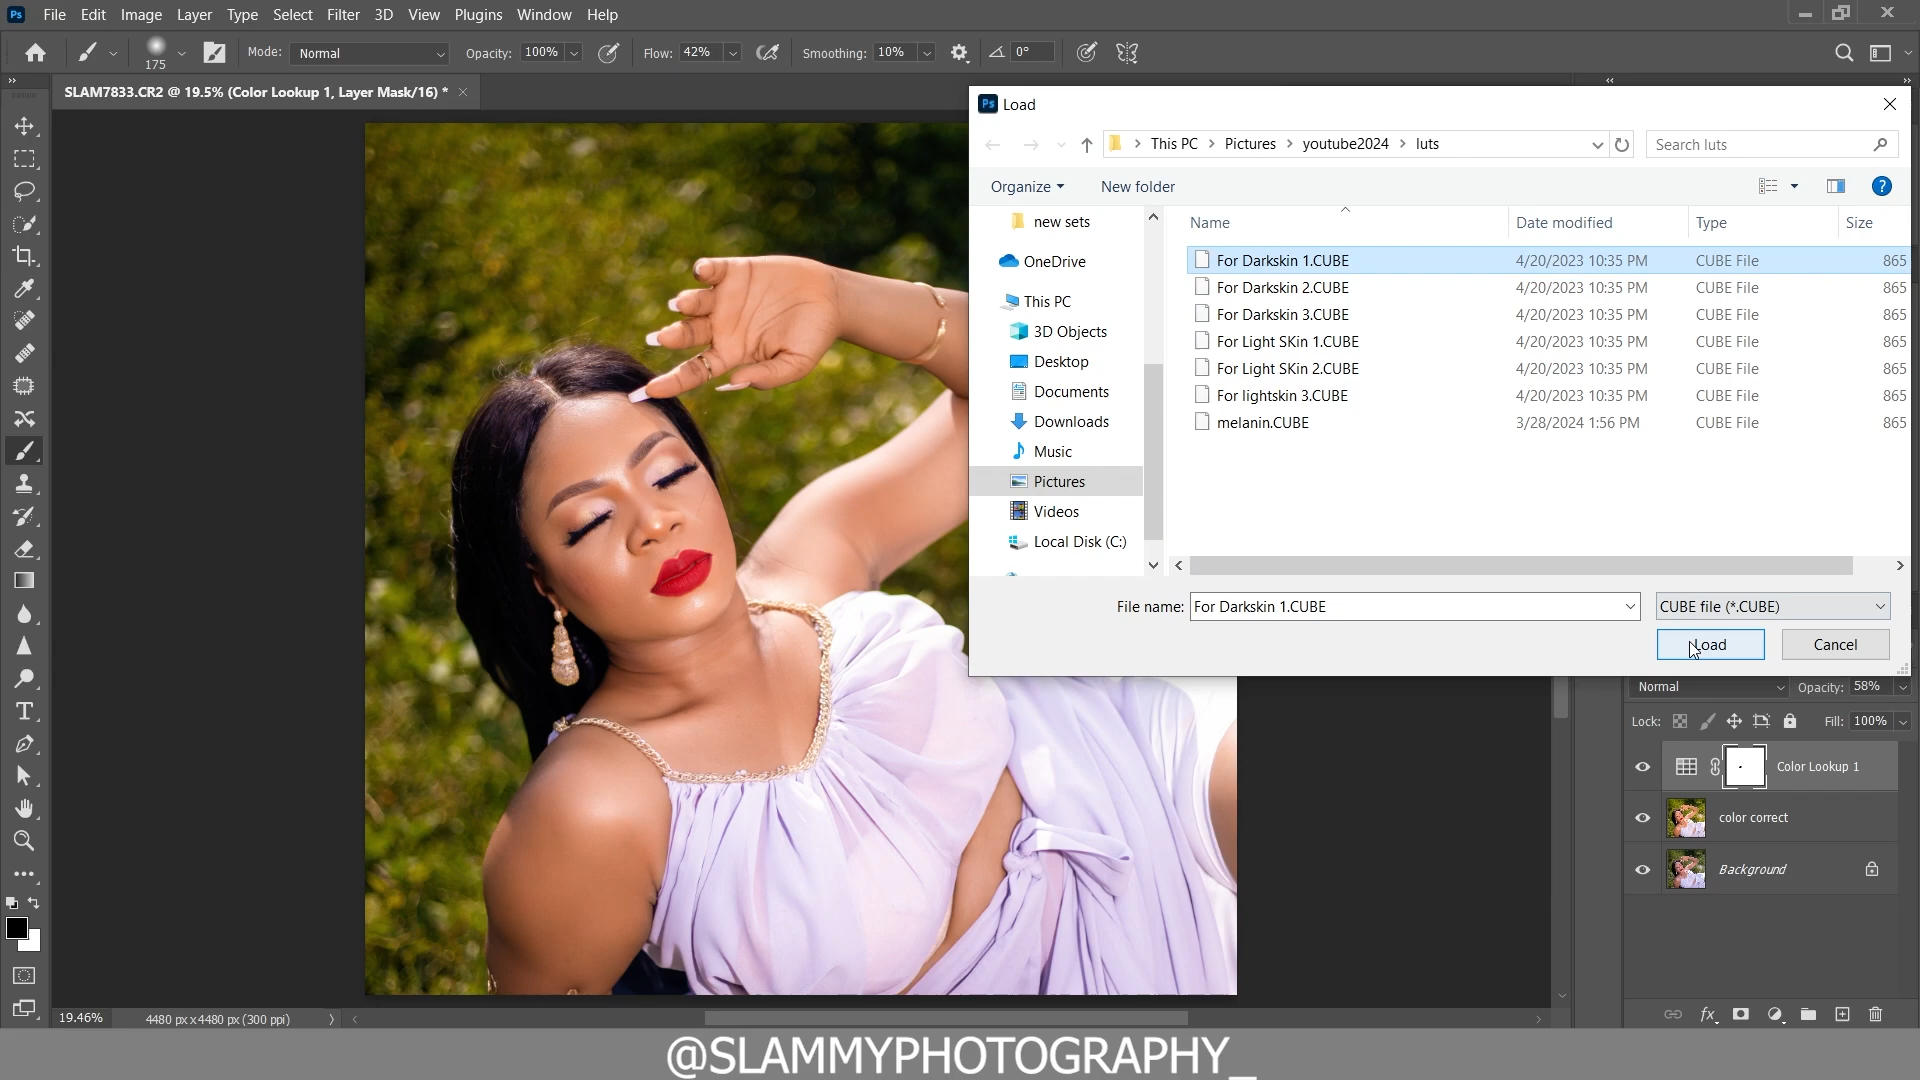 Ps File Edit Image Layer Type Select Filter 3D View Plugins Window Help
175 Mode: Normal Opacity: 100% Flow: 42% Smoothing: 10% 0°
SLAM7833.CR2 @ 19.5% (Color Lookup 1, Layer Mask/16) *
Ps Load
This PC > Pictures > youtube2024 > luts
Search luts
Organize New folder
new sets
OneDrive
This PC
3D Objects
Desktop
Documents
Downloads
Music
Pictures
Videos
Local Disk (C:)
Name Date modified Type Size
For Darkskin 1.CUBE 4/20/2023 10:35 PM CUBE File 865
For Darkskin 2.CUBE 4/20/2023 10:35 PM CUBE File 865
For Darkskin 3.CUBE 4/20/2023 10:35 PM CUBE File 865
For Light SKin 1.CUBE 4/20/2023 10:35 PM CUBE File 865
For Light SKin 2.CUBE 4/20/2023 10:35 PM CUBE File 865
For lightskin 3.CUBE 4/20/2023 10:35 PM CUBE File 865
melanin.CUBE 3/28/2024 1:56 PM CUBE File 865
File name: For Darkskin 1.CUBE CUBE file (*.CUBE)
Load Cancel
Normal Opacity: 58%
Lock: Fill: 100%
Color Lookup 1
color correct
Background
fx
19.46% 4480 px x 4480 px (300 ppi)
@SLAMMYPHOTOGRAPHY_